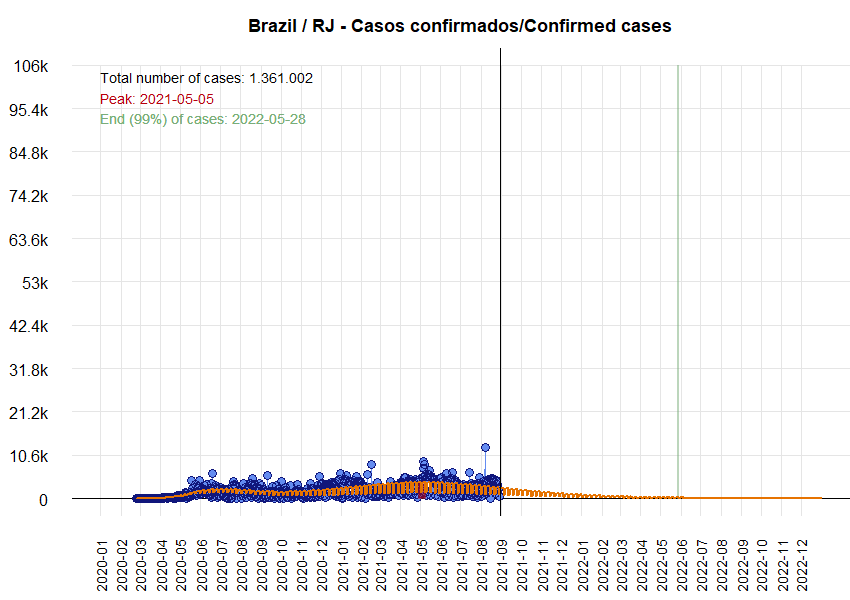 Brazil / RJ - Casos confirmados/Confirmed cases
106k
95.4k
84.8k
74.2k
63.6k
53k
42.4k
31.8k
21.2k
10.6k
0
Total number of cases: 1.361.002
Peak: 2021-05-05
End (99%) of cases: 2022-05-28
2020-01
2020-02
2020-03
2020-04
2020-05
2020-06
2020-07
2020-08
2020-09
2020-10
2020-11
2020-12
2021-01
2021-02
2021-03
2021-04
2021-05
2021-06
2021-07
2021-08
2021-09
2021-10
2021-11
2021-12
2022-01
2022-02
2022-03
2022-04
2022-05
2022-06
2022-07
2022-08
2022-09
2022-10
2022-11
2022-12